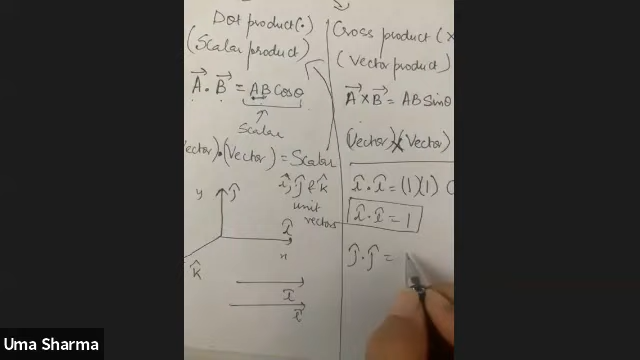 Dot product (·)
(Scalar product)
A⃗ · B⃗ = AB Cosθ
Scalar
Vector) · (Vector) = Scalar
î, ĵ & k̂
unit
vectors
y
ĵ
î
x
k̂
î
î
Cross product (×
(Vector product)
A⃗ × B⃗ = AB Sinθ
(Vector) × (Vector)
î · î = (1)(1) (
î · î = 1
ĵ · ĵ =
Uma Sharma